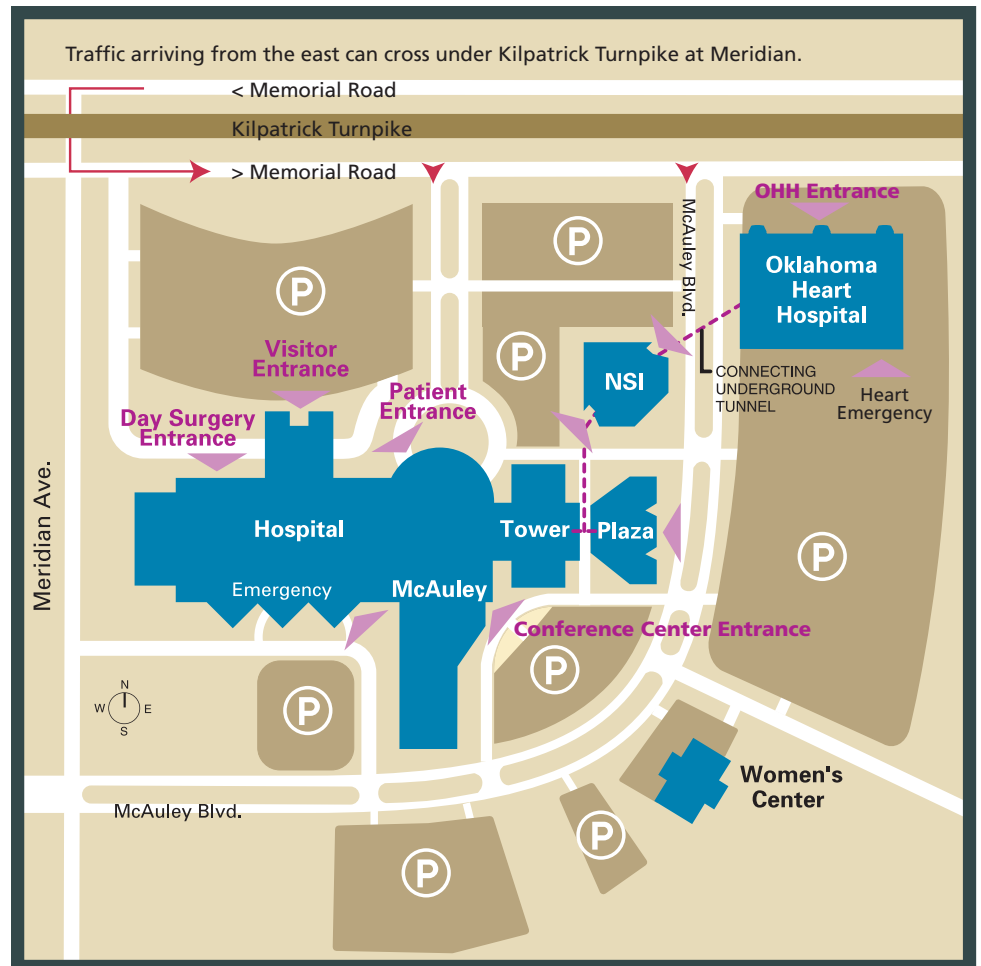 Traffic arriving from the east can cross under Kilpatrick Turnpike at Meridian.
< Memorial Road
Kilpatrick Turnpike
> Memorial Road
OHH Entrance
McAuley Blvd.
P
P
Oklahoma
Heart
Hospital
P
Visitor
Entrance
NSI
CONNECTING
UNDERGROUND
TUNNEL
Heart
Emergency
Patient
Entrance
Day Surgery
Entrance
Meridian Ave.
Hospital
Tower
Plaza
P
Emergency
McAuley
Conference Center Entrance
P
P
N
W
E
S
Women's
Center
McAuley Blvd.
P
P